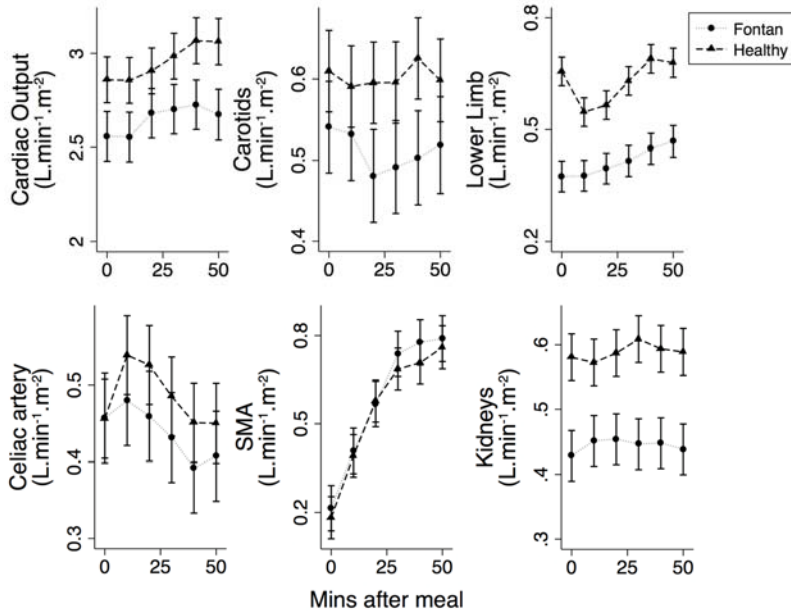 Fontan
Healthy
Cardiac Output
(L.min⁻¹.m⁻²)
2 2.5 3
0 25 50
Carotids
(L.min⁻¹.m⁻²)
0.4 0.5 0.6
0 25 50
Lower Limb
(L.min⁻¹.m⁻²)
0.2 0.5 0.8
0 25 50
Celiac artery
(L.min⁻¹.m⁻²)
0.3 0.4 0.5
0 25 50
SMA
(L.min⁻¹.m⁻²)
0.2 0.5 0.8
0 25 50
Kidneys
(L.min⁻¹.m⁻²)
.3 .4 .5 .6
0 25 50
Mins after meal